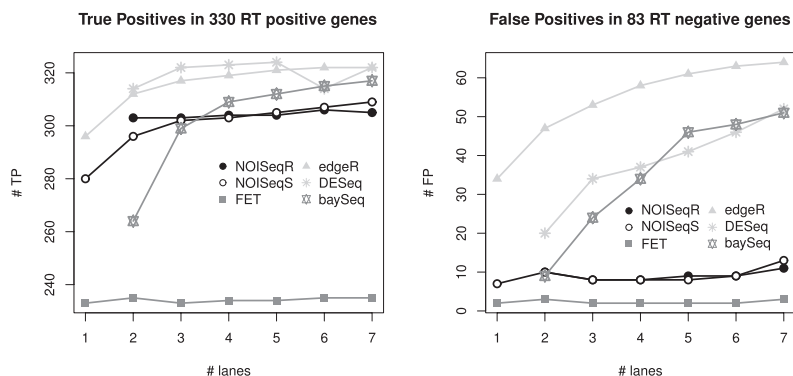 True Positives in 330 RT positive genes
# TP
320
300
280
260
240
NOISeqR
NOISeqS
FET
edgeR
DESeq
baySeq
1 2 3 4 5 6 7
# lanes
False Positives in 83 RT negative genes
# FP
60
50
40
30
20
10
0
NOISeqR
NOISeqS
FET
edgeR
DESeq
baySeq
1 2 3 4 5 6 7
# lanes